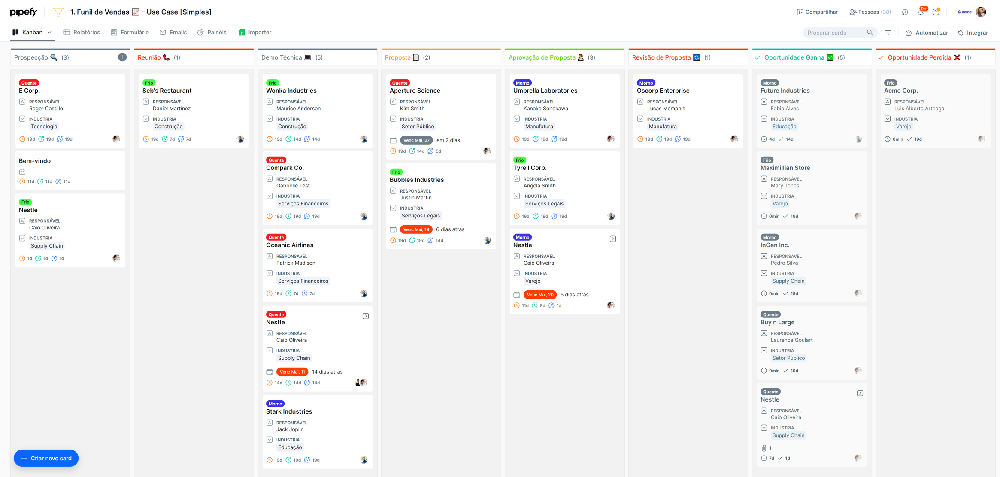 pipefy
1. Funil de Vendas 📈 - Use Case [Simples]
Compartilhar
Pessoas (38)
9+
acme
Kanban
Relatórios
Formulário
Emails
Painéis
Importer
Procurar cards
Automatizar
Integrar
Prospecção 🔍 (3)
Quente
E Corp.
RESPONSÁVEL
Roger Castillo
INDUSTRIA
Tecnologia
19d 19d 19d
Bem-vindo
11d 11d 11d
Frio
Nestle
RESPONSÁVEL
Caio Oliveira
INDUSTRIA
Supply Chain
1d 1d 1d
Criar novo card
Reunião 📞 (1)
Frio
Seb's Restaurant
RESPONSÁVEL
Daniel Martínez
INDUSTRIA
Construção
19d 7d 7d
Demo Técnica 💻 (5)
Frio
Wonka Industries
RESPONSÁVEL
Maurice Anderson
INDUSTRIA
Construção
19d 14d 14d
Quente
Compark Co.
RESPONSÁVEL
Gabrielle Test
INDUSTRIA
Serviços Financeiros
19d 19d 19d
Quente
Oceanic Airlines
RESPONSÁVEL
Patrick Madison
INDUSTRIA
Serviços Financeiros
19d 7d 7d
Quente
Nestle
RESPONSÁVEL
Caio Oliveira
INDUSTRIA
Supply Chain
Venc Mai, 11 14 dias atrás
14d 14d 14d
Morno
Stark Industries
RESPONSÁVEL
Jack Joplin
INDUSTRIA
Educação
19d 19d 19d
Proposta 📄 (2)
Quente
Aperture Science
RESPONSÁVEL
Kim Smith
INDUSTRIA
Setor Público
Venc Mai, 27 em 2 dias
19d 14d 5d
Frio
Bubbles Industries
RESPONSÁVEL
Justin Martin
INDUSTRIA
Serviços Legais
Venc Mai, 19 6 dias atrás
19d 19d 14d
Aprovação de Proposta 👩‍💼 (3)
Morno
Umbrella Laboratories
RESPONSÁVEL
Kanako Sonokawa
INDUSTRIA
Manufatura
19d 19d 19d
Frio
Tyrell Corp.
RESPONSÁVEL
Angela Smith
INDUSTRIA
Serviços Legais
19d 19d 19d
Morno
Nestle
RESPONSÁVEL
Caio Oliveira
INDUSTRIA
Varejo
Venc Mai, 20 5 dias atrás
11d 8d 1d
Revisão de Proposta 🔄 (1)
Morno
Oscorp Enterprise
RESPONSÁVEL
Lucas Memphis
INDUSTRIA
Manufatura
19d 19d 19d
Oportunidade Ganha ✅ (5)
Morno
Future Industries
RESPONSÁVEL
Fabio Alves
INDUSTRIA
Educação
4d 14d
Frio
Maximillian Store
RESPONSÁVEL
Mary Jones
INDUSTRIA
Varejo
0min 19d
Morno
InGen Inc.
RESPONSÁVEL
Pedro Silva
INDUSTRIA
Supply Chain
0min 19d
Quente
Buy n Large
RESPONSÁVEL
Laurence Goulart
INDUSTRIA
Setor Público
0min 19d
Quente
Nestle
RESPONSÁVEL
Caio Oliveira
INDUSTRIA
Supply Chain
1
7d 1d
Oportunidade Perdida ❌ (1)
Frio
Acme Corp.
RESPONSÁVEL
Luis Alberto Arteaga
INDUSTRIA
Varejo
0min 19d